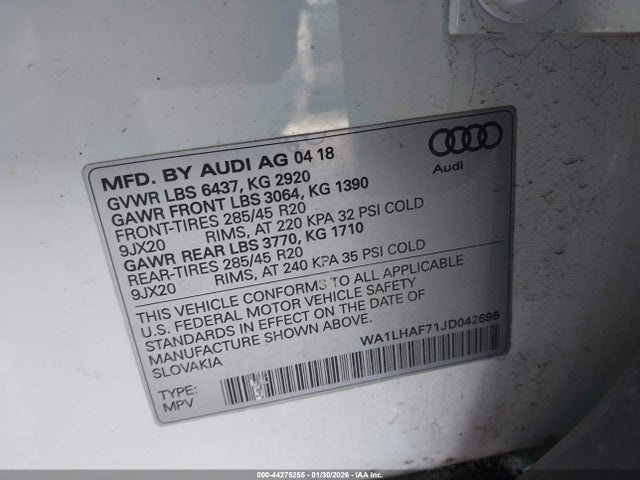 MFD. BY AUDI AG 04 18
GVWR LBS 6437, KG 2920
GAWR FRONT LBS 3064, KG 1390
FRONT-TIRES 285/45 R20
9JX20 RIMS, AT 220 KPA 32 PSI COLD
GAWR REAR LBS 3770, KG 1710
REAR-TIRES 285/45 R20
9JX20 RIMS, AT 240 KPA 35 PSI COLD
THIS VEHICLE CONFORMS TO ALL APPLICABLE
U.S. FEDERAL MOTOR VEHICLE SAFETY
STANDARDS IN EFFECT ON THE DATE OF
MANUFACTURE SHOWN ABOVE.
SLOVAKIA
WA1LHAF71JD042696
TYPE:
MPV
Audi
000-44275255 - 01/30/2026 - IAA Inc.